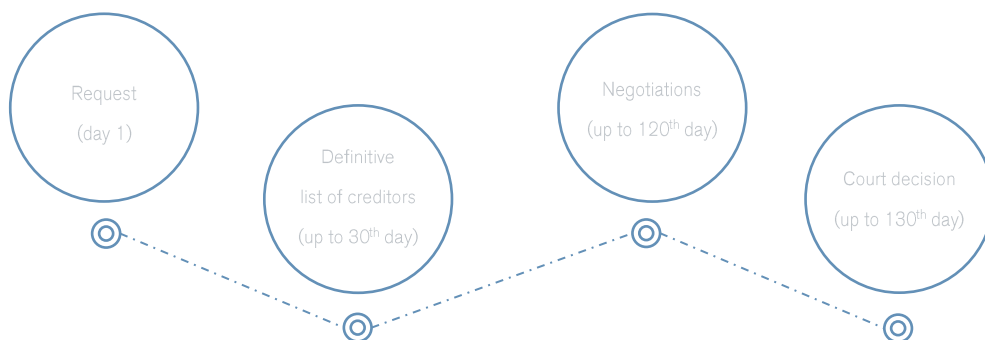 Request
(day 1)
Definitive
list of creditors
(up to 30th day)
Negotiations
(up to 120th day)
Court decision
(up to 130th day)